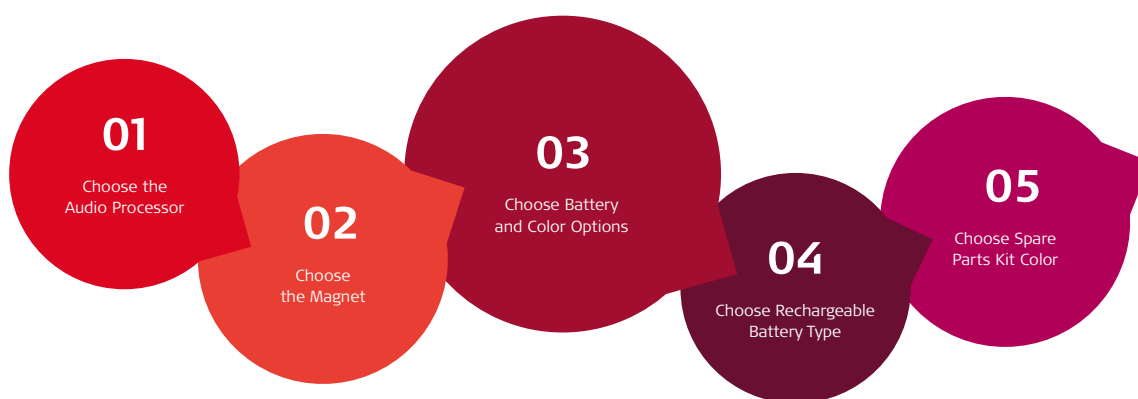 01
Choose the
Audio Processor
02
Choose
the Magnet
03
Choose Battery
and Color Options
04
Choose Rechargeable
Battery Type
05
Choose Spare
Parts Kit Color